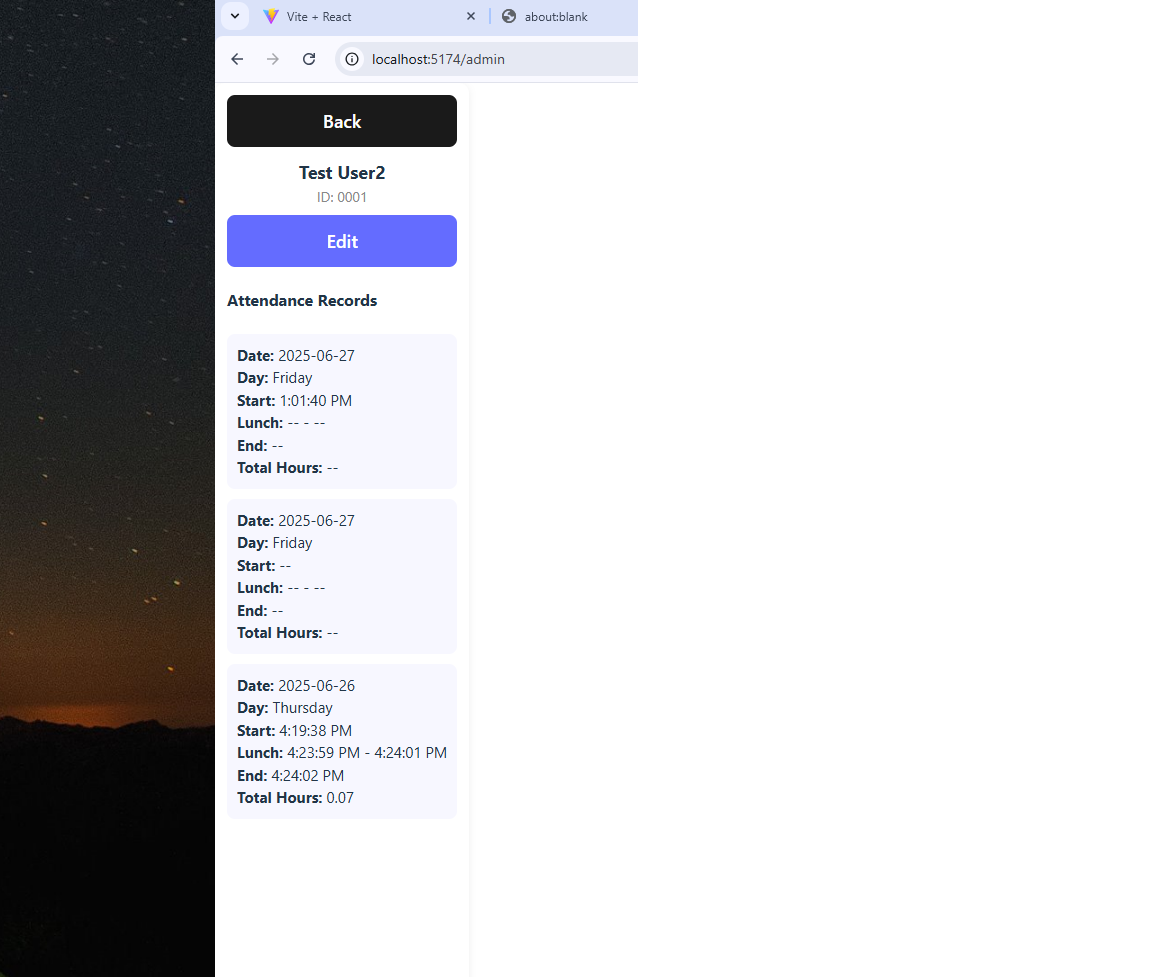 Vite + React
about:blank
localhost:5174/admin
Back
Test User2
ID: 0001
Edit
Attendance Records
Date: 2025-06-27
Day: Friday
Start: 1:01:40 PM
Lunch: -- - --
End: --
Total Hours: --
Date: 2025-06-27
Day: Friday
Start: --
Lunch: -- - --
End: --
Total Hours: --
Date: 2025-06-26
Day: Thursday
Start: 4:19:38 PM
Lunch: 4:23:59 PM - 4:24:01 PM
End: 4:24:02 PM
Total Hours: 0.07